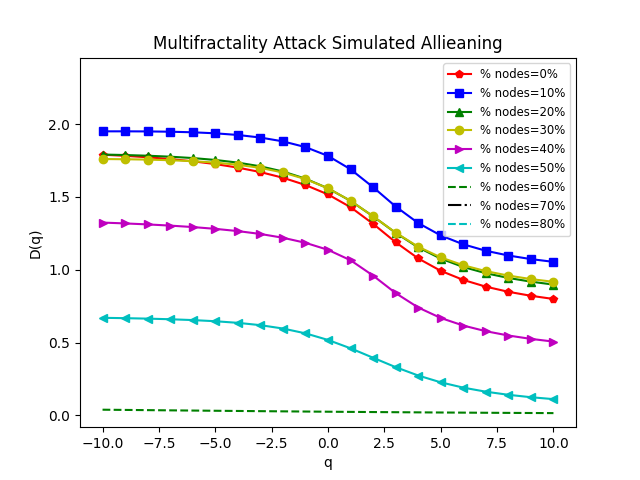 Multifractality Attack Simulated Allieaning
% nodes=0%
% nodes=10%
% nodes=20%
% nodes=30%
% nodes=40%
% nodes=50%
% nodes=60%
% nodes=70%
% nodes=80%
D(q)
2.0
1.5
1.0
0.5
0.0
−10.0 −7.5 −5.0 −2.5 0.0 2.5 5.0 7.5 10.0
q